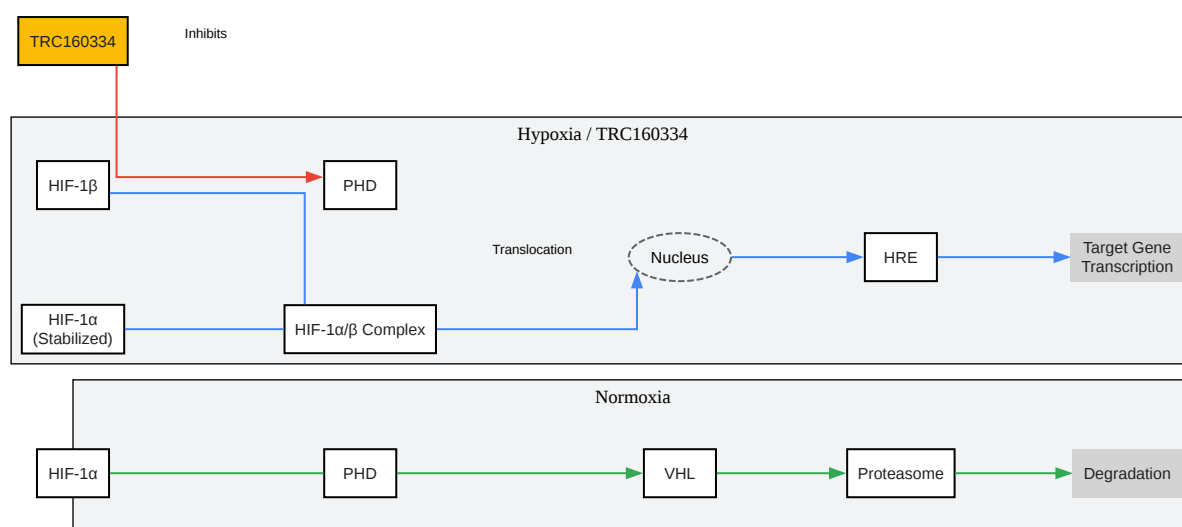 TRC160334
Inhibits
Hypoxia / TRC160334
HIF-1β
PHD
Translocation
Nucleus
HRE
Target Gene
Transcription
HIF-1α
(Stabilized)
HIF-1α/β Complex
Normoxia
HIF-1α
PHD
VHL
Proteasome
Degradation